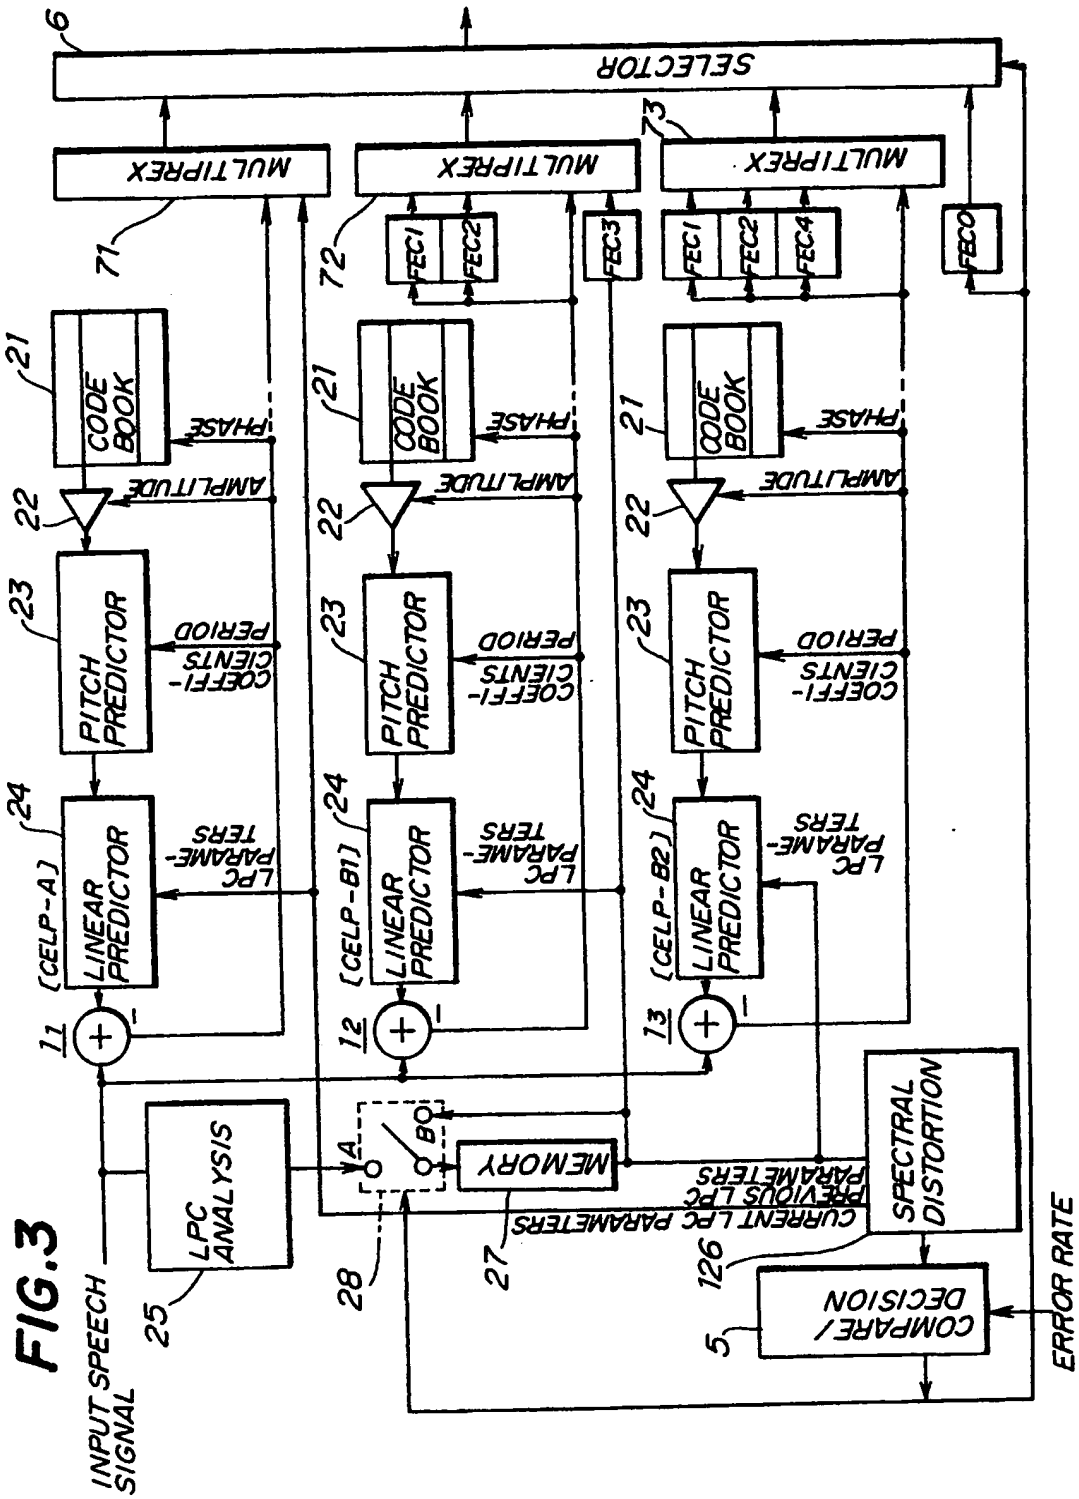 FIG.3
INPUT SPEECH
SIGNAL
25
LPC
ANALYSIS
11
[CELP-A]
24
LINEAR
PREDICTOR
LPC
PARAME-
TERS
23
PITCH
PREDICTOR
COEFFI-
CIENTS
PERIOD
22
AMPLITUDE
21
CODE
BOOK
PHASE
71
MULTIPREX
6
SELECTOR
28
A
B
27
MEMORY
12
[CELP-B1]
24
LINEAR
PREDICTOR
LPC
PARAME-
TERS
23
PITCH
PREDICTOR
COEFFI-
CIENTS
PERIOD
22
AMPLITUDE
21
CODE
BOOK
PHASE
72
FEC1
FEC2
FEC3
MULTIPREX
CURRENT LPC PARAMETERS
PREVIOUS LPC
PARAMETERS
13
[CELP-B2]
24
LINEAR
PREDICTOR
LPC
PARAME-
TERS
23
PITCH
PREDICTOR
COEFFI-
CIENTS
PERIOD
22
AMPLITUDE
21
CODE
BOOK
PHASE
73
FEC1
FEC2
FEC4
MULTIPREX
FEC0
126
SPECTRAL
DISTORTION
5
COMPARE/
DECISION
ERROR RATE